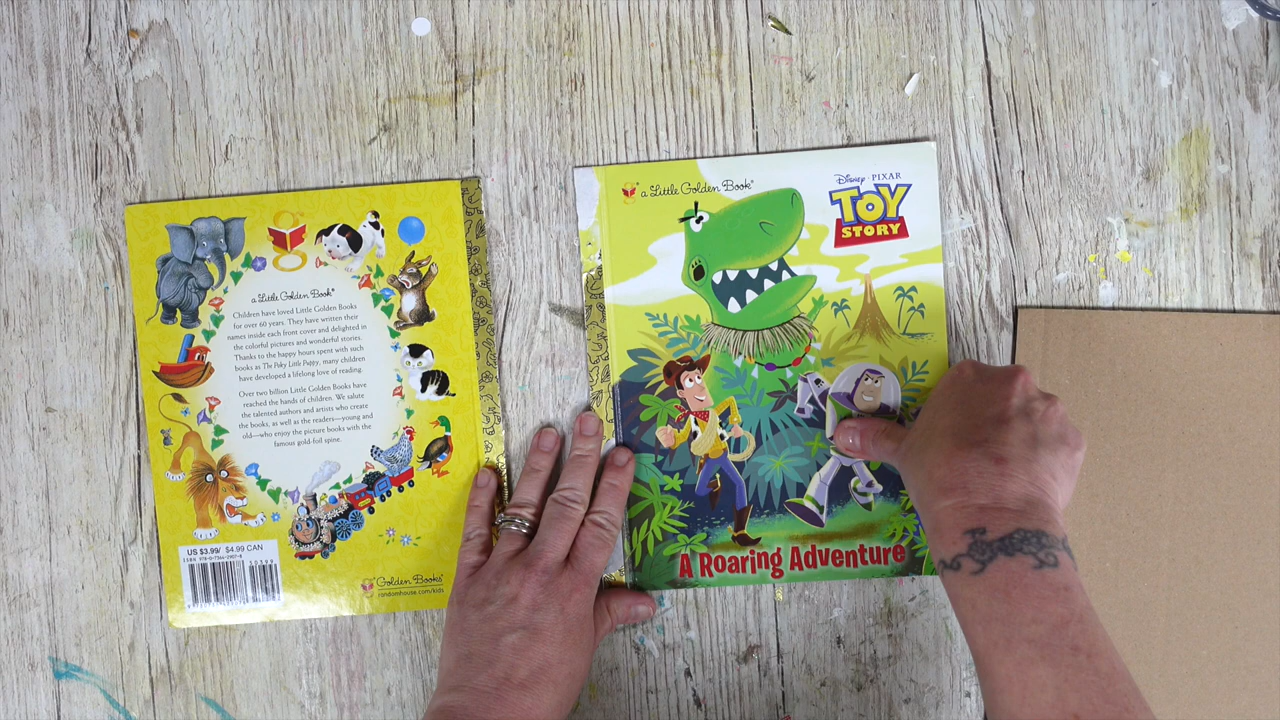 a Little Golden Book®
Children have loved Little Golden Books
for over 60 years. They have written their
names inside each front cover and delighted in
the colorful pictures and wonderful stories.
Thanks to the happy hours spent with such
books as The Poky Little Puppy, many children
have developed a lifelong love of reading.
Over two billion Little Golden Books have
reached the hands of children. We salute
the talented authors and artists who create
the books, as well as the readers—young and
old—who enjoy the picture books with the
famous gold-foil spine.
US $3.99/ $4.99 CAN
Golden Books®
randomhouse.com/kids
a Little Golden Book®
Disney · PIXAR
TOY
STORY
A Roaring Adventure